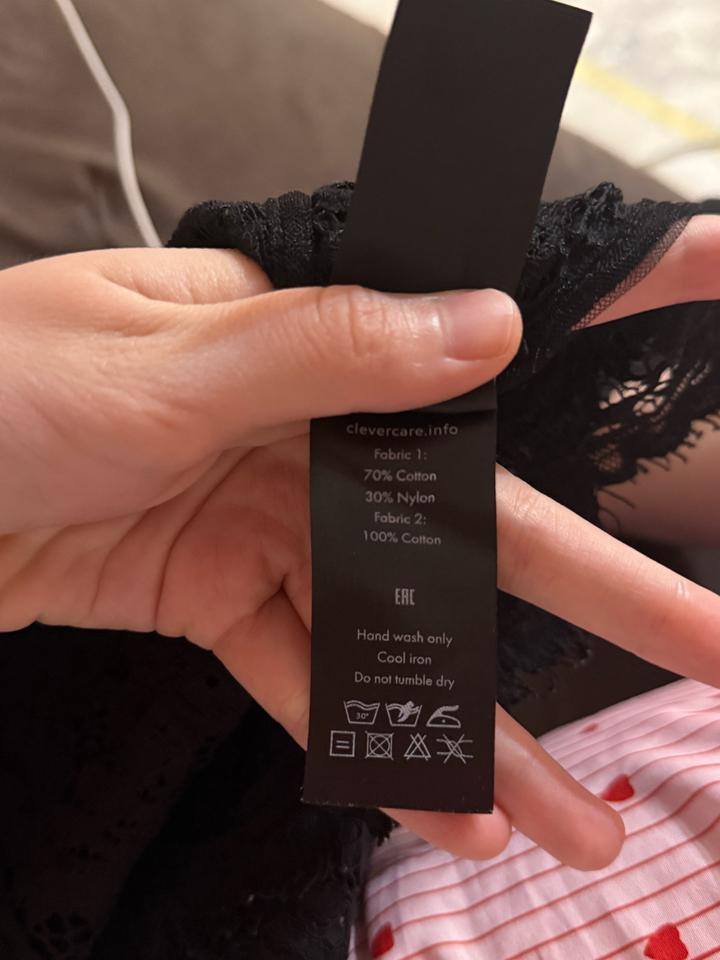 clevercare.info
Fabric 1:
70% Cotton
30% Nylon
Fabric 2:
100% Cotton
EAC
Hand wash only
Cool iron
Do not tumble dry
30°